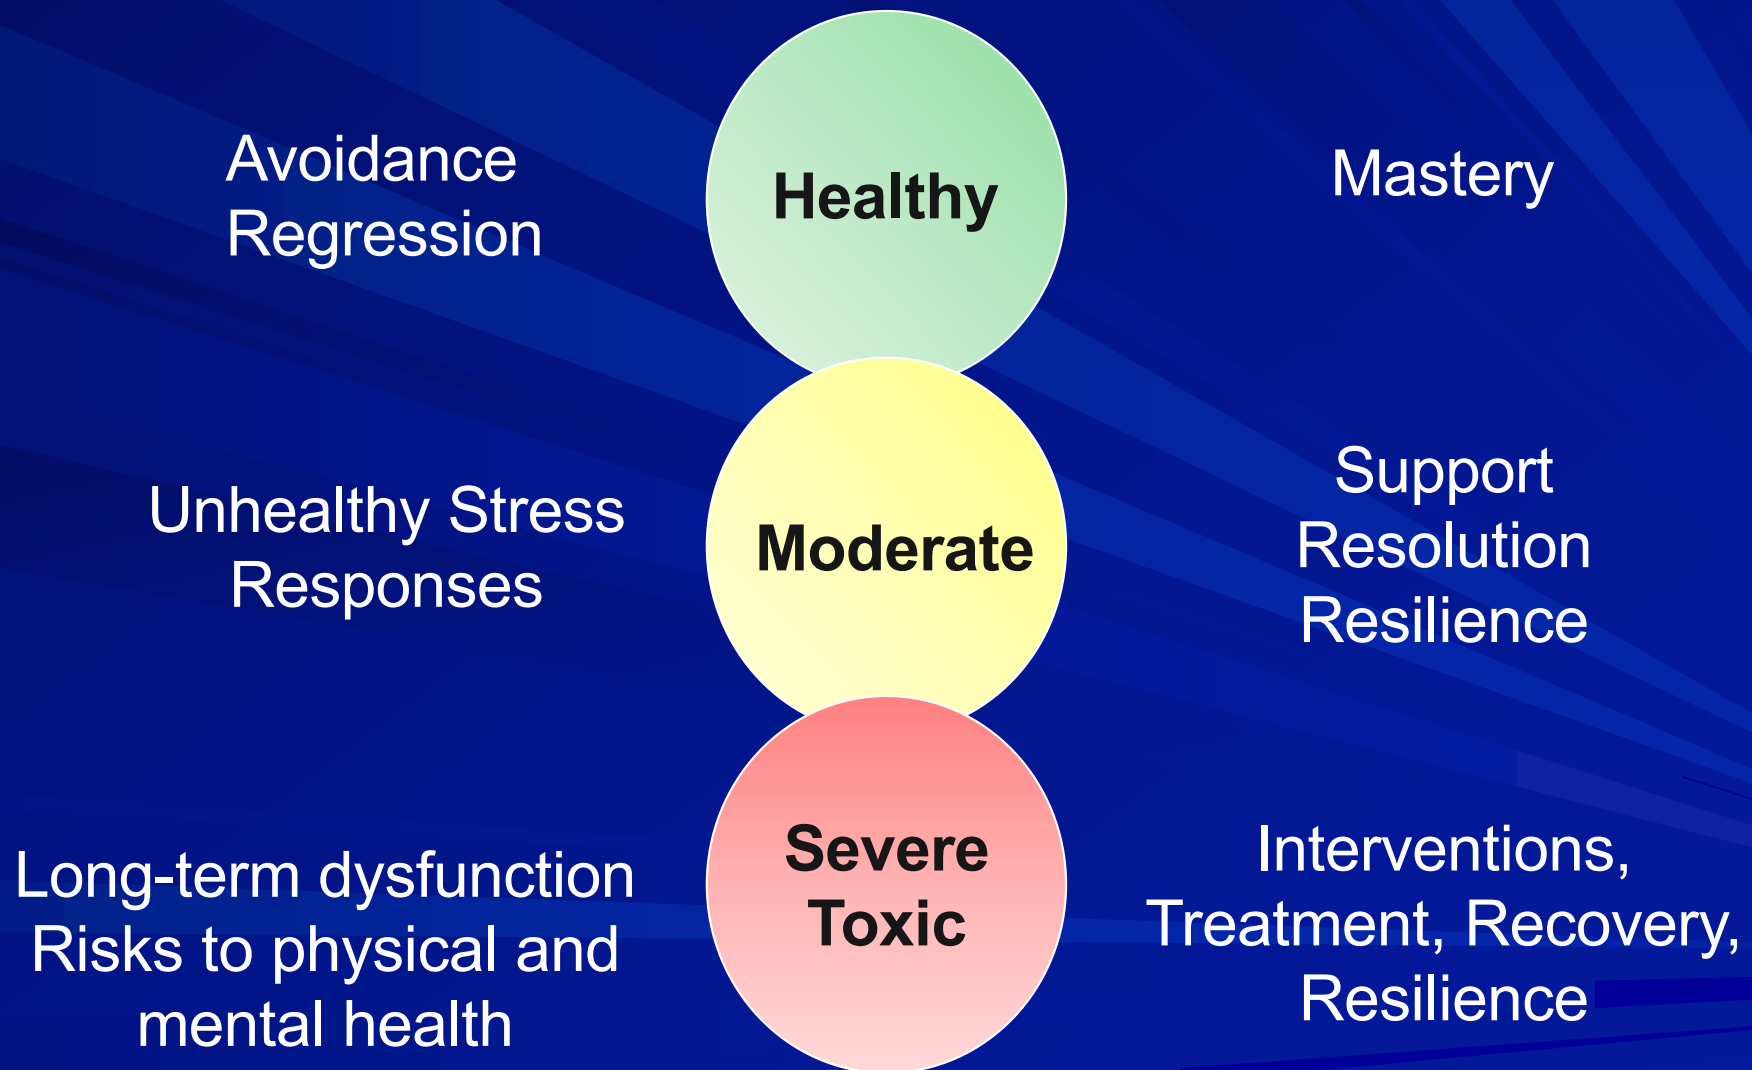 Avoidance
Regression
Healthy
Mastery
Unhealthy Stress
Responses
Moderate
Support
Resolution
Resilience
Long-term dysfunction
Risks to physical and
mental health
Severe
Toxic
Interventions,
Treatment, Recovery,
Resilience